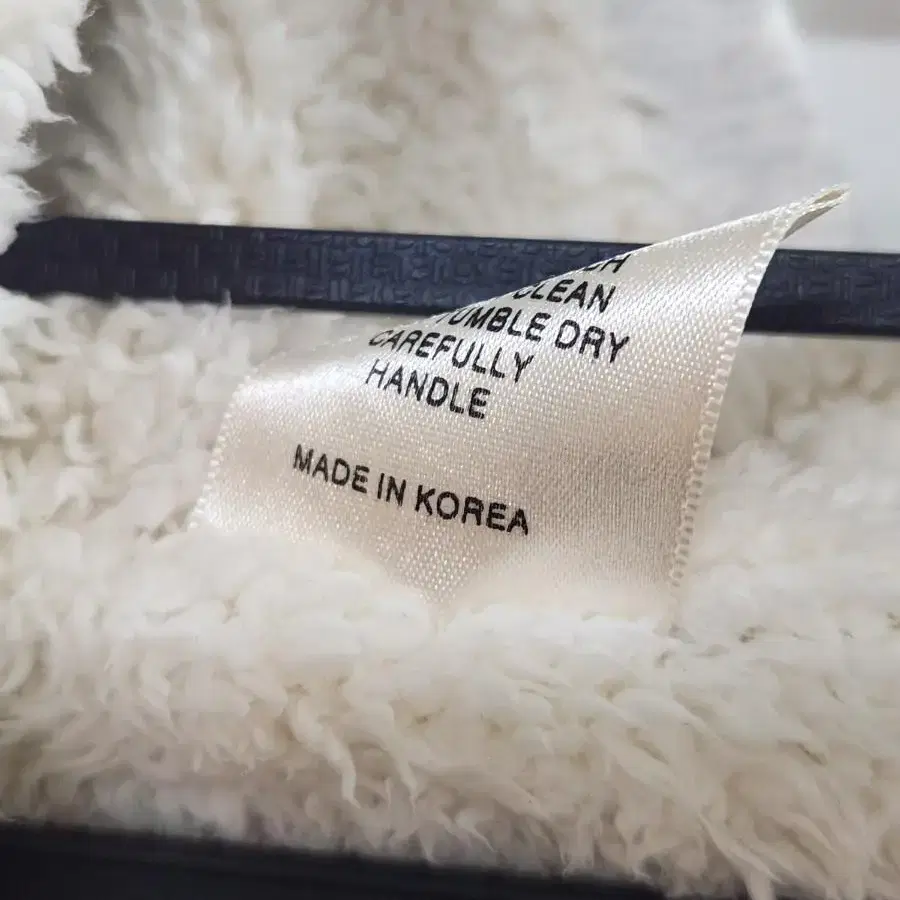 CLEAN
TUMBLE DRY
CAREFULLY
HANDLE
MADE IN KOREA